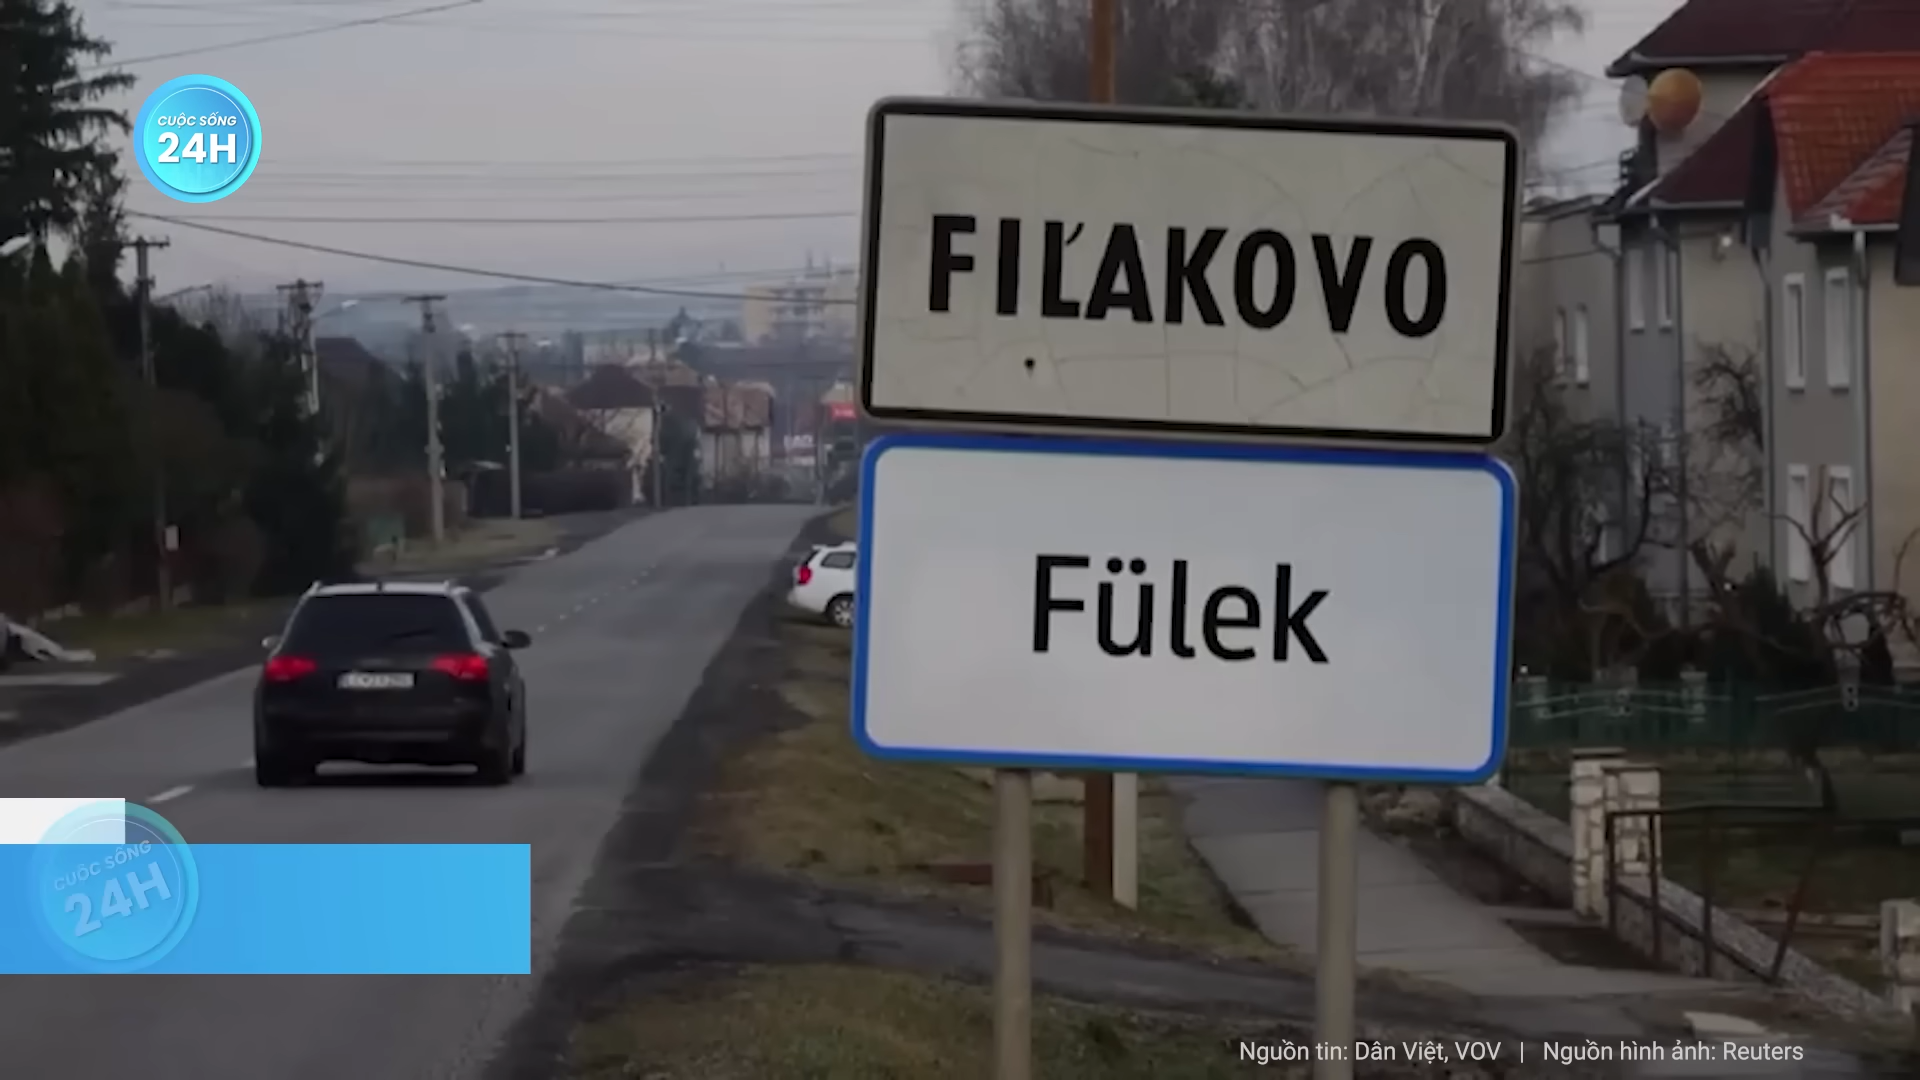 CUỘC SỐNG
24H
FIĽAKOVO
Fülek
CUỘC SỐNG
24H
Nguồn tin: Dân Việt, VOV | Nguồn hình ảnh: Reuters